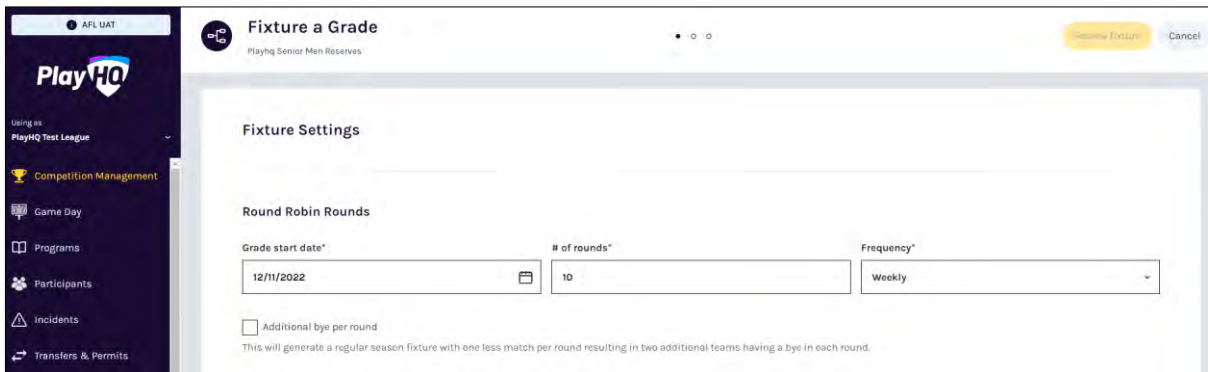 AFL UAT
PlayHQ
Using as
PlayHQ Test League
Competition Management
Game Day
Programs
Participants
Incidents
Transfers & Permits
Fixture a Grade
Playhq Senior Men Reserves
Preview Fixture
Cancel
Fixture Settings
Round Robin Rounds
Grade start date*
# of rounds*
Frequency*
12/11/2022
10
Weekly
Additional bye per round
This will generate a regular season fixture with one less match per round resulting in two additional teams having a bye in each round.